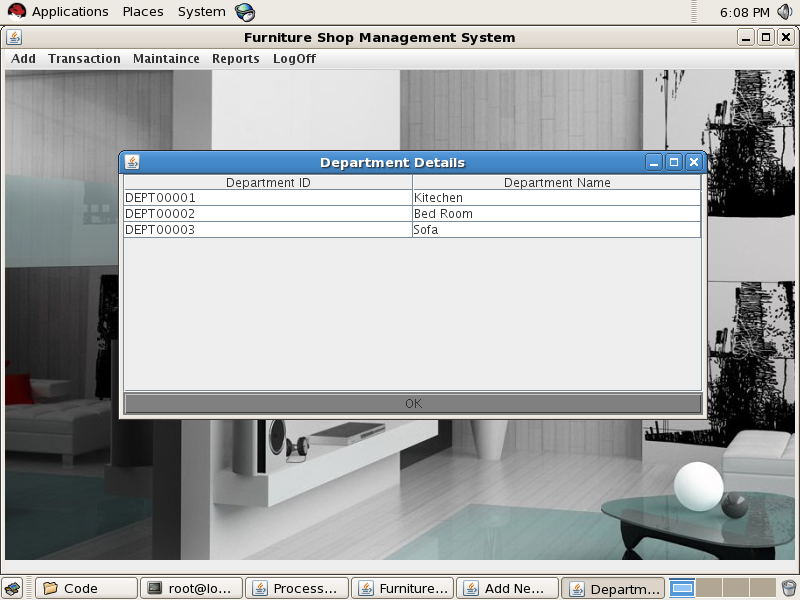 Applications Places System 6:08 PM
Furniture Shop Management System
Add Transaction Maintaince Reports LogOff
Department Details
Department ID Department Name
DEPT00001 Kitechen
DEPT00002 Bed Room
DEPT00003 Sofa
OK
Code root@lo... Process... Furniture... Add Ne... Departm...